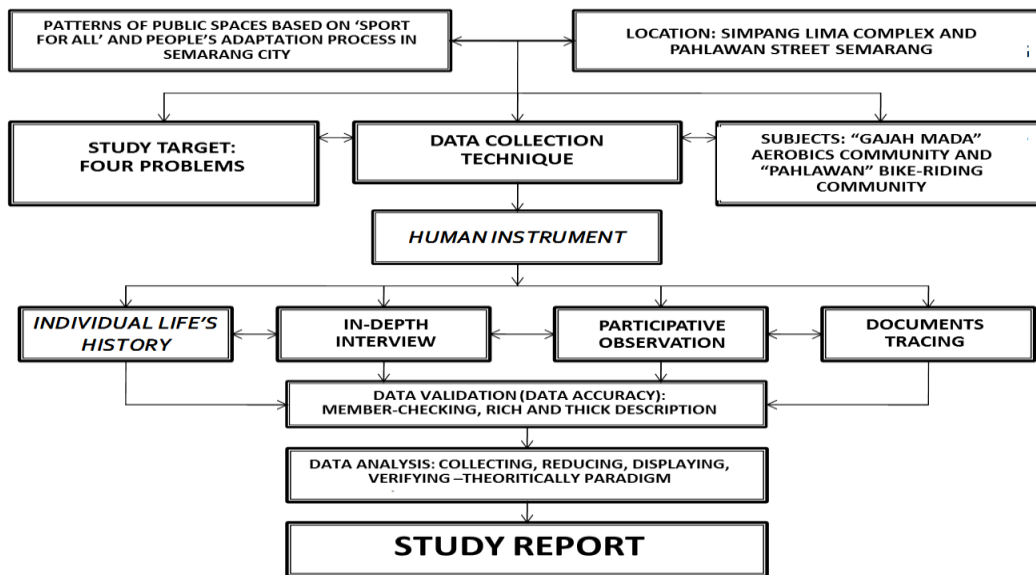 PATTERNS OF PUBLIC SPACES BASED ON ‘SPORT
FOR ALL’ AND PEOPLE’S ADAPTATION PROCESS IN
SEMARANG CITY
LOCATION: SIMPANG LIMA COMPLEX AND
PAHLAWAN STREET SEMARANG
STUDY TARGET:
FOUR PROBLEMS
DATA COLLECTION
TECHNIQUE
SUBJECTS: “GAJAH MADA”
AEROBICS COMMUNITY AND
“PAHLAWAN” BIKE-RIDING
COMMUNITY
HUMAN INSTRUMENT
INDIVIDUAL LIFE’S
HISTORY
IN-DEPTH
INTERVIEW
PARTICIPATIVE
OBSERVATION
DOCUMENTS
TRACING
DATA VALIDATION (DATA ACCURACY):
MEMBER-CHECKING, RICH AND THICK DESCRIPTION
DATA ANALYSIS: COLLECTING, REDUCING, DISPLAYING,
VERIFYING –THEORITICALLY PARADIGM
STUDY REPORT